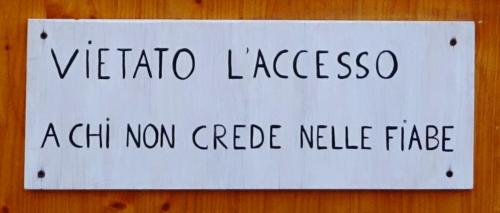 VIETATO L'ACCESSO
A CHI NON CREDE NELLE FIABE